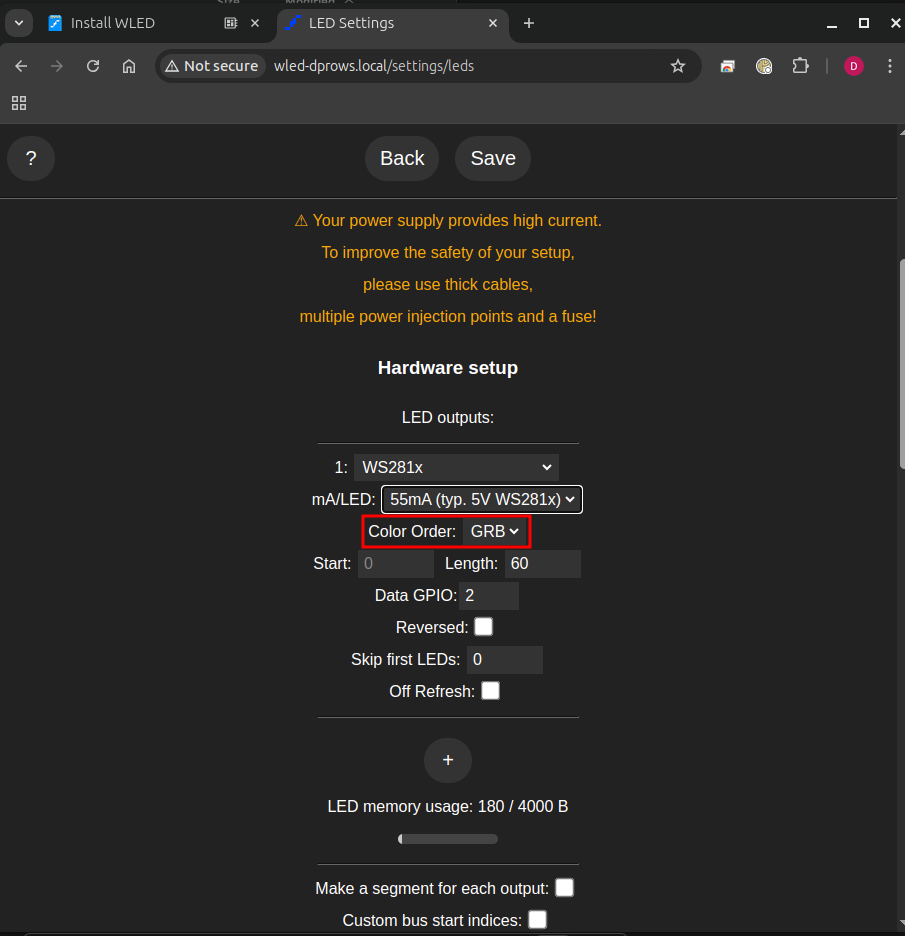 Install WLED
LED Settings
Not secure wled-dprows.local/settings/leds
D
? Back Save
⚠ Your power supply provides high current.
To improve the safety of your setup,
please use thick cables,
multiple power injection points and a fuse!
Hardware setup
LED outputs:
1: WS281x
mA/LED: 55mA (typ. 5V WS281x)
Color Order: GRB
Start: 0 Length: 60
Data GPIO: 2
Reversed:
Skip first LEDs: 0
Off Refresh:
+
LED memory usage: 180 / 4000 B
Make a segment for each output:
Custom bus start indices: